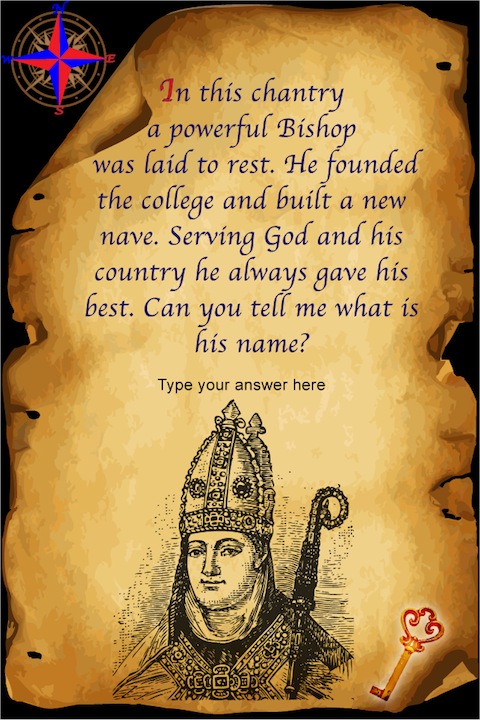 N
W E
S
In this chantry
a powerful Bishop
was laid to rest. He founded
the college and built a new
nave. Serving God and his
country he always gave his
best. Can you tell me what is
his name?
Type your answer here